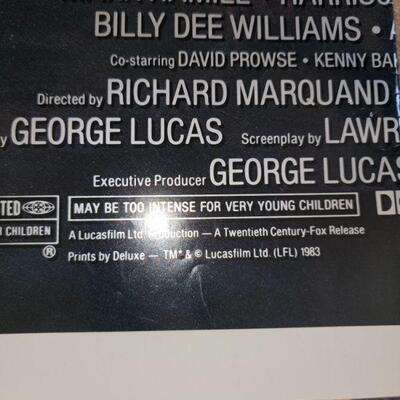 BILLY DEE WILLIAMS •
Co-starring DAVID PROWSE • KENNY BA
Directed by RICHARD MARQUAND
y GEORGE LUCAS Screenplay by LAWR
Executive Producer GEORGE LUCAS
TED MAY BE TOO INTENSE FOR VERY YOUNG CHILDREN
CHILDREN
A Lucasfilm Ltd. Production — A Twentieth Century-Fox Release
® Prints by Deluxe — TM* & © Lucasfilm Ltd. (LFL) 1983